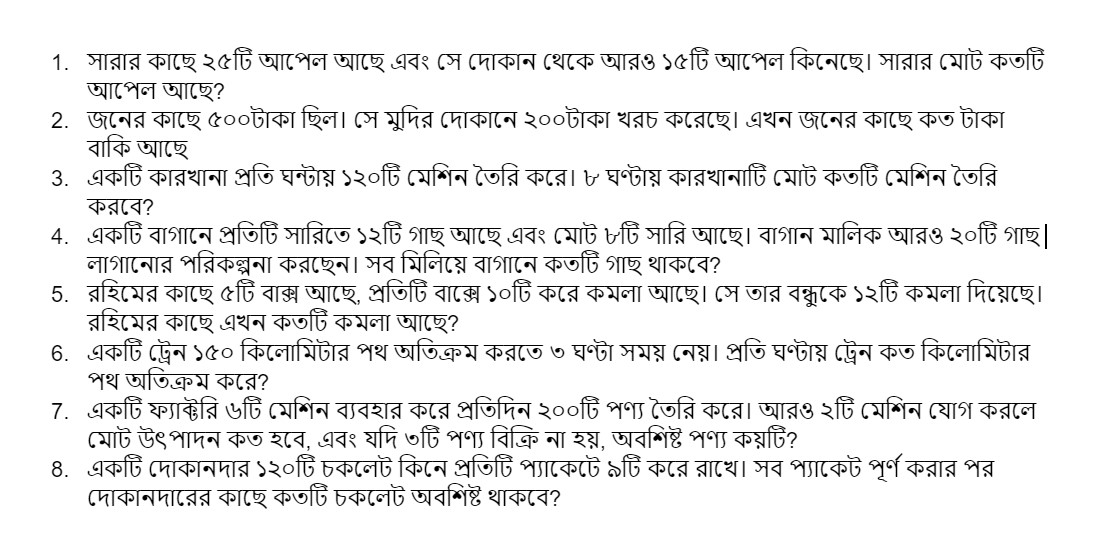 1. সারার কাছে ২৫টি আপেল আছে এবং সে দোকান থেকে আরও ১৫টি আপেল কিনেছে। সারার মোট কতটি
আপেল আছে?
2. জনের কাছে ৫০০টাকা ছিল। সে মুদির দোকানে ২০০টাকা খরচ করেছে। এখন জনের কাছে কত টাকা
বাকি আছে
3. একটি কারখানা প্রতি ঘন্টায় ১২০টি মেশিন তৈরি করে। ৮ ঘণ্টায় কারখানাটি মোট কতটি মেশিন তৈরি
করবে?
4. একটি বাগানে প্রতিটি সারিতে ১২টি গাছ আছে এবং মোট ৮টি সারি আছে। বাগান মালিক আরও ২০টি গাছ
লাগানোর পরিকল্পনা করছেন। সব মিলিয়ে বাগানে কতটি গাছ থাকবে?
5. রহিমের কাছে ৫টি বাক্স আছে, প্রতিটি বাক্সে ১০টি করে কমলা আছে। সে তার বন্ধুকে ১২টি কমলা দিয়েছে।
রহিমের কাছে এখন কতটি কমলা আছে?
6. একটি ট্রেন ১৫০ কিলোমিটার পথ অতিক্রম করতে ৩ ঘণ্টা সময় নেয়। প্রতি ঘণ্টায় ট্রেন কত কিলোমিটার
পথ অতিক্রম করে?
7. একটি ফ্যাক্টরি ৬টি মেশিন ব্যবহার করে প্রতিদিন ২০০টি পণ্য তৈরি করে। আরও ২টি মেশিন যোগ করলে
মোট উৎপাদন কত হবে, এবং যদি ৩টি পণ্য বিক্রি না হয়, অবশিষ্ট পণ্য কয়টি?
8. একটি দোকানদার ১২০টি চকলেট কিনে প্রতিটি প্যাকেটে ৯টি করে রাখে। সব প্যাকেট পূর্ণ করার পর
দোকানদারের কাছে কতটি চকলেট অবশিষ্ট থাকবে?